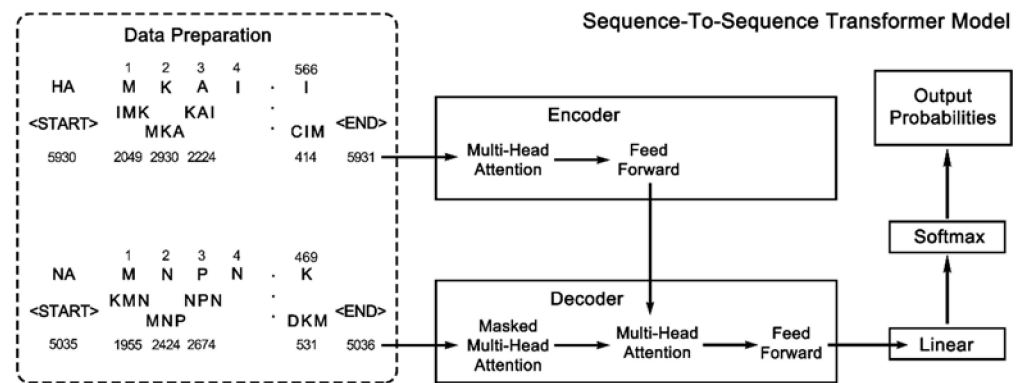 Sequence-To-Sequence Transformer Model
Data Preparation
1 2 3 4 566
HA M K A I . I
<START> IMK KAI . <END>
MKA . CIM
5930 2049 2930 2224 414 5931
1 2 3 4 469
NA M N P N . K
<START> KMN NPN . <END>
MNP . DKM
5035 1955 2424 2674 531 5036
Encoder
Multi-Head
Attention
Feed
Forward
Decoder
Masked
Multi-Head
Attention
Multi-Head
Attention
Feed
Forward
Linear
Softmax
Output
Probabilities